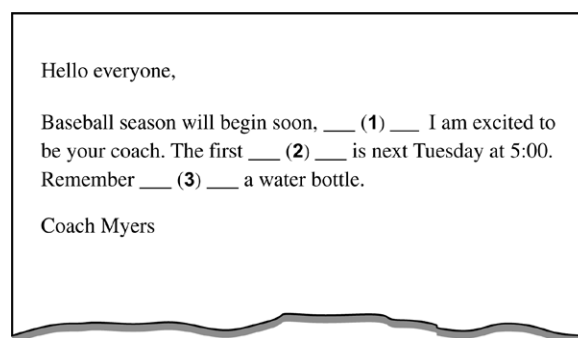 Hello everyone,
Baseball season will begin soon, ___ (1) ___ I am excited to
be your coach. The first ___ (2) ___ is next Tuesday at 5:00.
Remember ___ (3) ___ a water bottle.
Coach Myers